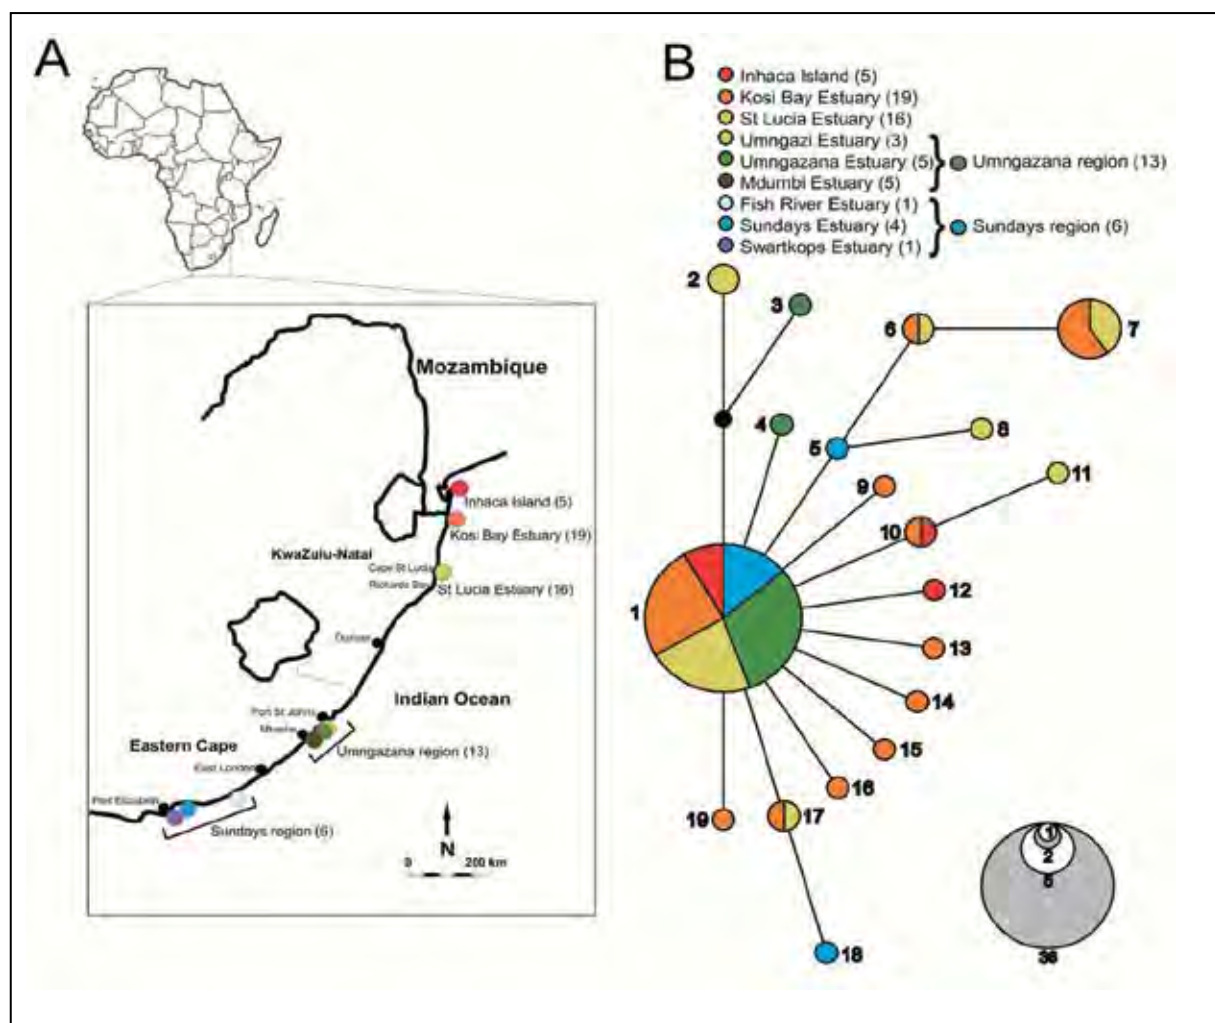 A
Mozambique
Inhaca Island (5)
Kosi Bay Estuary (19)
KwaZulu-Natal
Cape St Lucia
Richards Bay
St Lucia Estuary (16)
Durban
Indian Ocean
Port St Johns
Eastern Cape
Umngazana region (13)
East London
Port Elizabeth
Sundays region (6)
N
0 200 km
B
Inhaca Island (5)
Kosi Bay Estuary (19)
St Lucia Estuary (16)
Umngazi Estuary (3)
Umngazana Estuary (5)
Umngazana region (13)
Mdumbi Estuary (5)
Fish River Estuary (1)
Sundays Estuary (4)
Sundays region (6)
Swartkops Estuary (1)
2
3
6
7
4
5
8
9
11
10
12
1
13
14
15
16
19
17
18
1
2